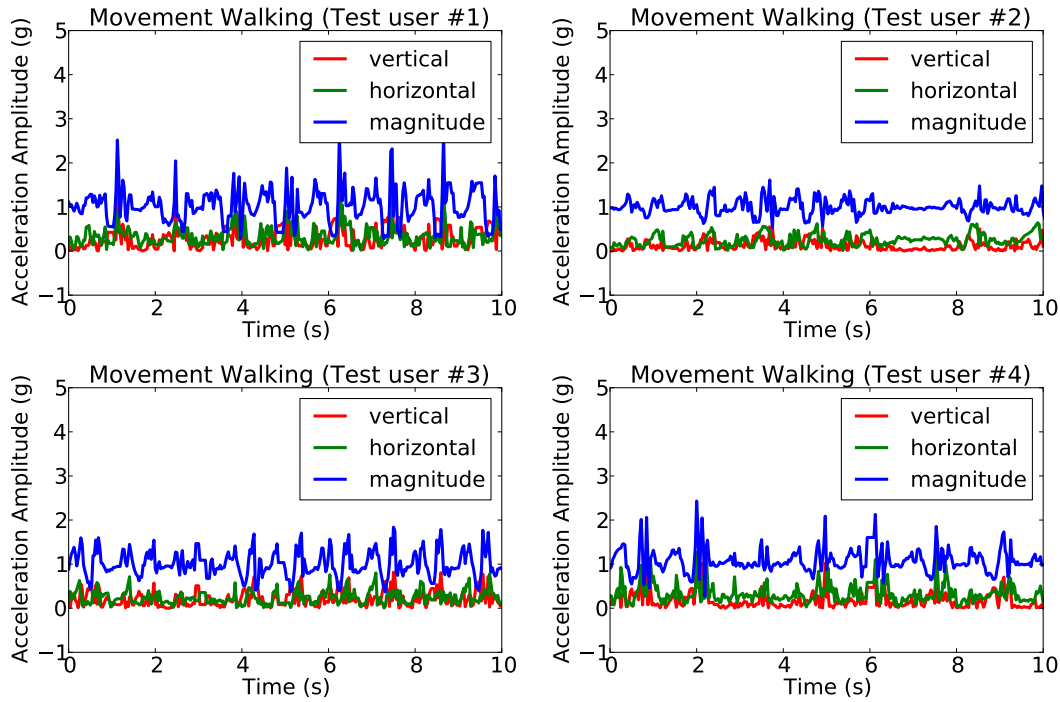 Movement Walking (Test user #1)
Acceleration Amplitude (g)
5
4
3
2
1
0
−1
vertical
horizontal
magnitude
0 2 4 6 8 10
Time (s)
Movement Walking (Test user #2)
Acceleration Amplitude (g)
5
4
3
2
1
0
−1
vertical
horizontal
magnitude
0 2 4 6 8 10
Time (s)
Movement Walking (Test user #3)
Acceleration Amplitude (g)
5
4
3
2
1
0
−1
vertical
horizontal
magnitude
0 2 4 6 8 10
Time (s)
Movement Walking (Test user #4)
Acceleration Amplitude (g)
5
4
3
2
1
0
−1
vertical
horizontal
magnitude
0 2 4 6 8 10
Time (s)